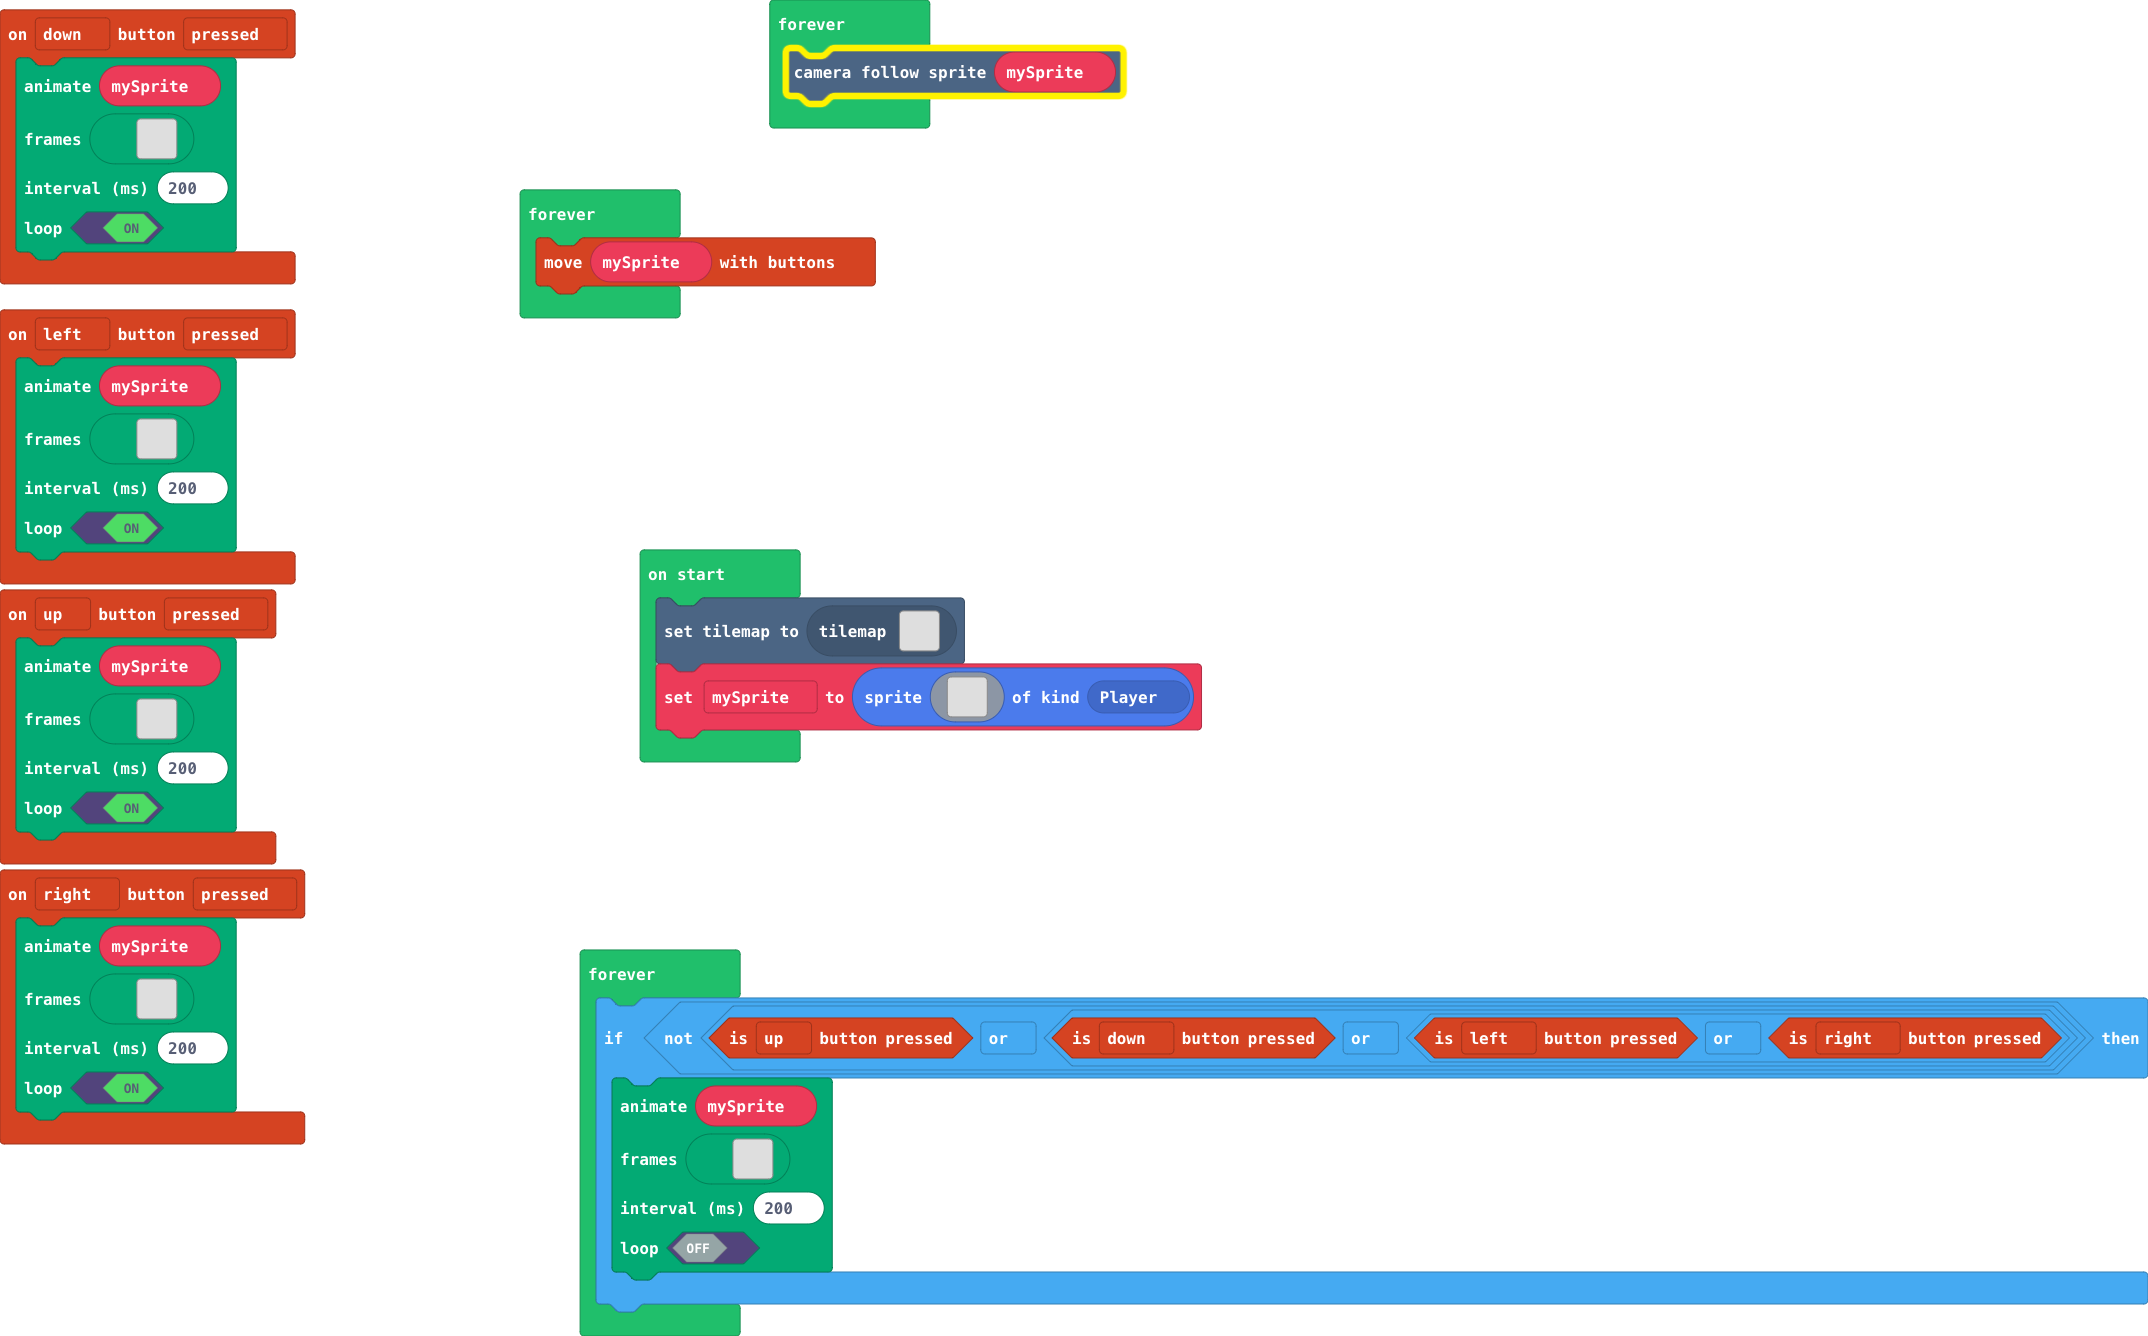 on down button pressed
animate mySprite
frames
interval (ms) 200
loop ON
on left button pressed
animate mySprite
frames
interval (ms) 200
loop ON
on up button pressed
animate mySprite
frames
interval (ms) 200
loop ON
on right button pressed
animate mySprite
frames
interval (ms) 200
loop ON
forever
camera follow sprite mySprite
forever
move mySprite with buttons
on start
set tilemap to tilemap
set mySprite to sprite of kind Player
forever
if not is up button pressed or is down button pressed or is left button pressed or is right button pressed then
animate mySprite
frames
interval (ms) 200
loop OFF